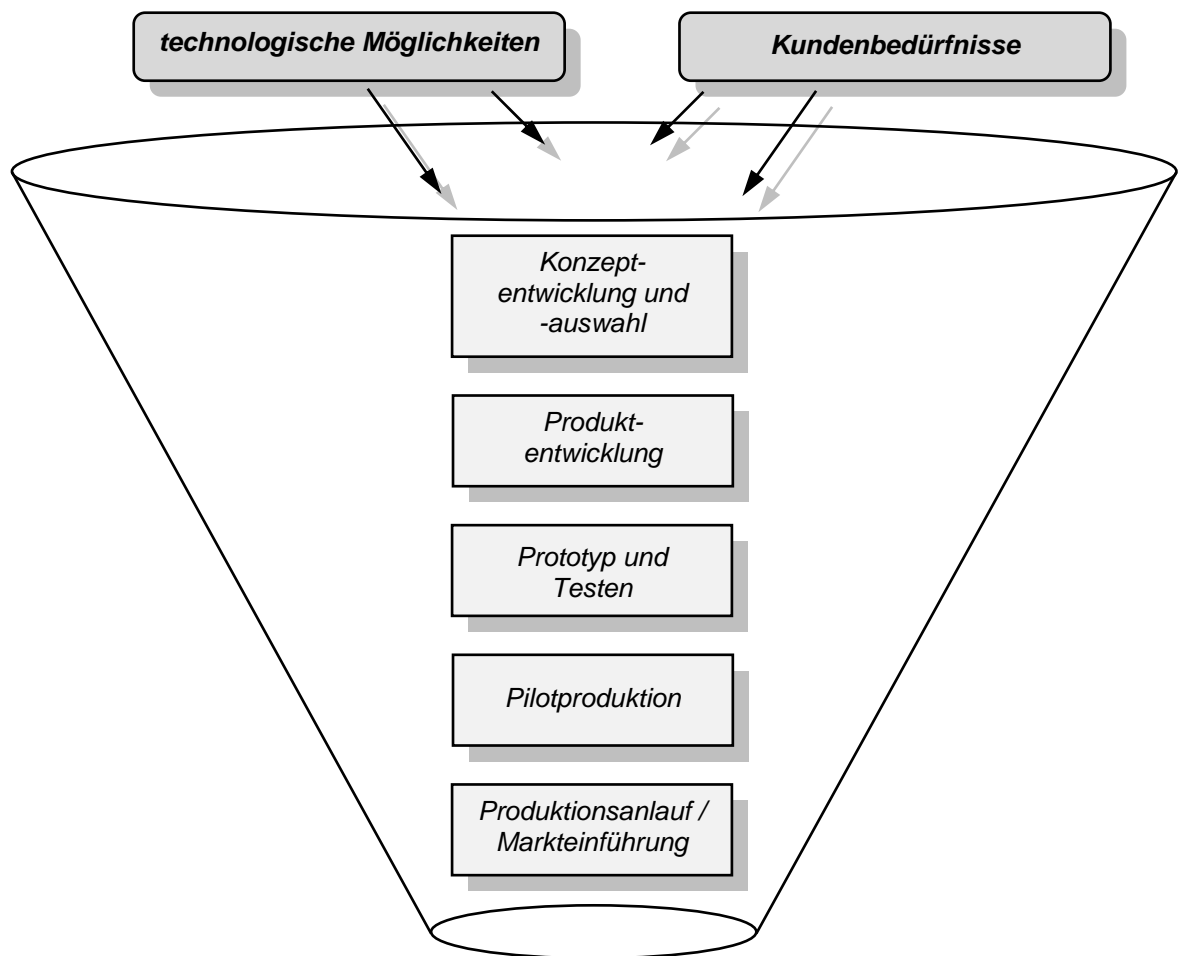 technologische Möglichkeiten
Kundenbedürfnisse
Konzept-
entwicklung und
-auswahl
Produkt-
entwicklung
Prototyp und
Testen
Pilotproduktion
Produktionsanlauf /
Markteinführung